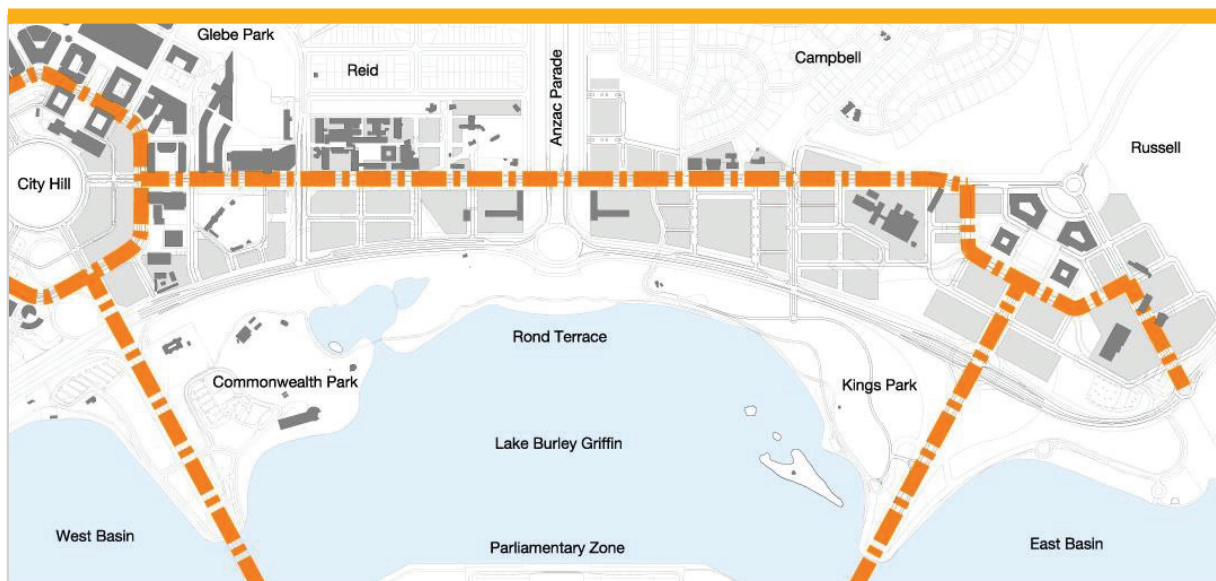 Glebe Park
Reid
Anzac Parade
Campbell
Russell
City Hill
Rond Terrace
Commonwealth Park
Kings Park
Lake Burley Griffin
West Basin
Parliamentary Zone
East Basin